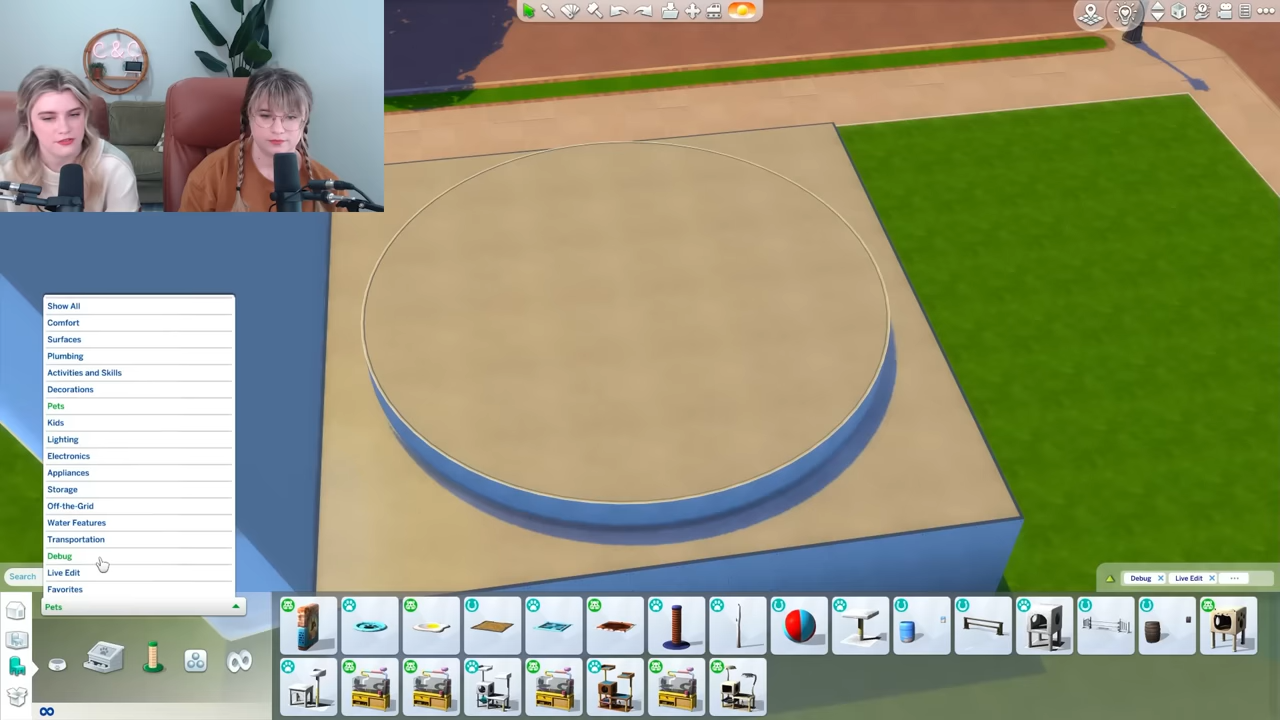 C & C
Show All
Comfort
Surfaces
Plumbing
Activities and Skills
Decorations
Pets
Kids
Lighting
Electronics
Appliances
Storage
Off-the-Grid
Water Features
Transportation
Debug
Live Edit
Favorites
Search
Pets
Debug
Live Edit